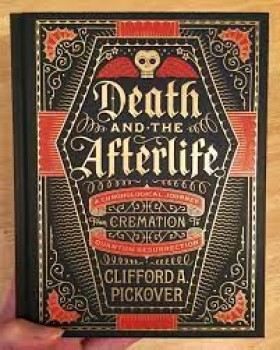 Death
AND·THE
Afterlife
A CHRONOLOGICAL JOURNEY
From CREMATION To
QUANTUM RESURRECTION
CLIFFORD A.
PICKOVER